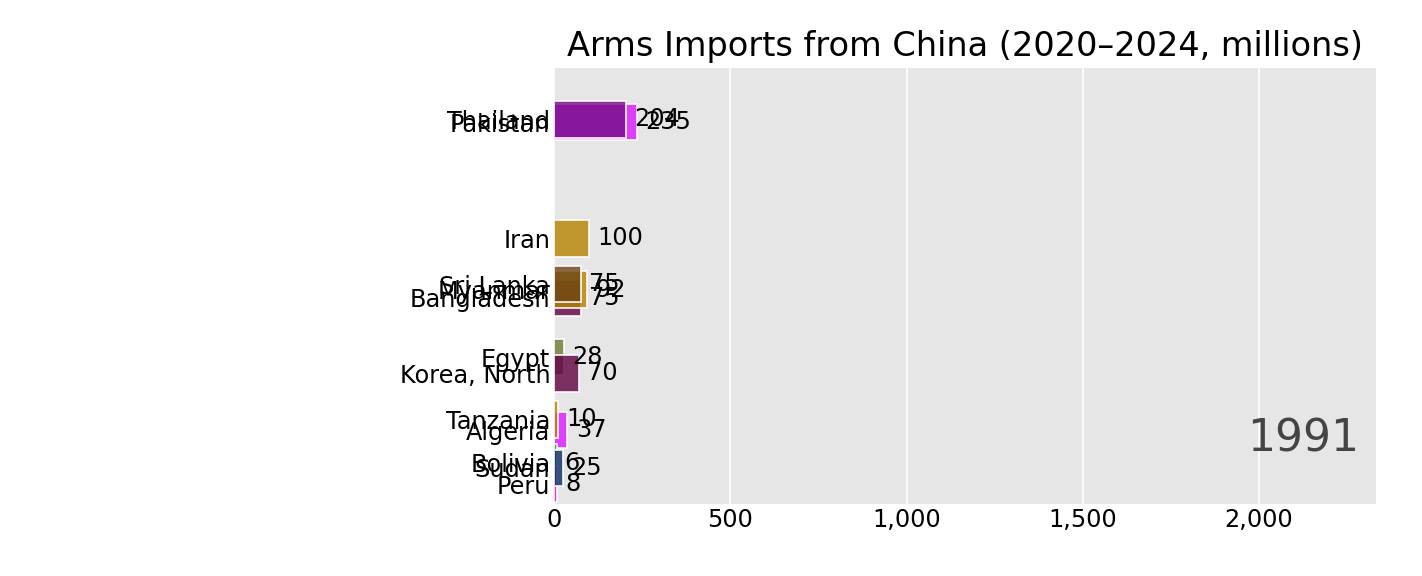 Arms Imports from China (2020–2024, millions)
Thailand 204
Pakistan 235
Iran 100
Sri Lanka 75
Myanmar 92
Bangladesh 75
Egypt 28
Korea, North 70
Tanzania 10
Algeria 37
1991
Bolivia 6
Sudan 25
Peru 8
0 500 1,000 1,500 2,000